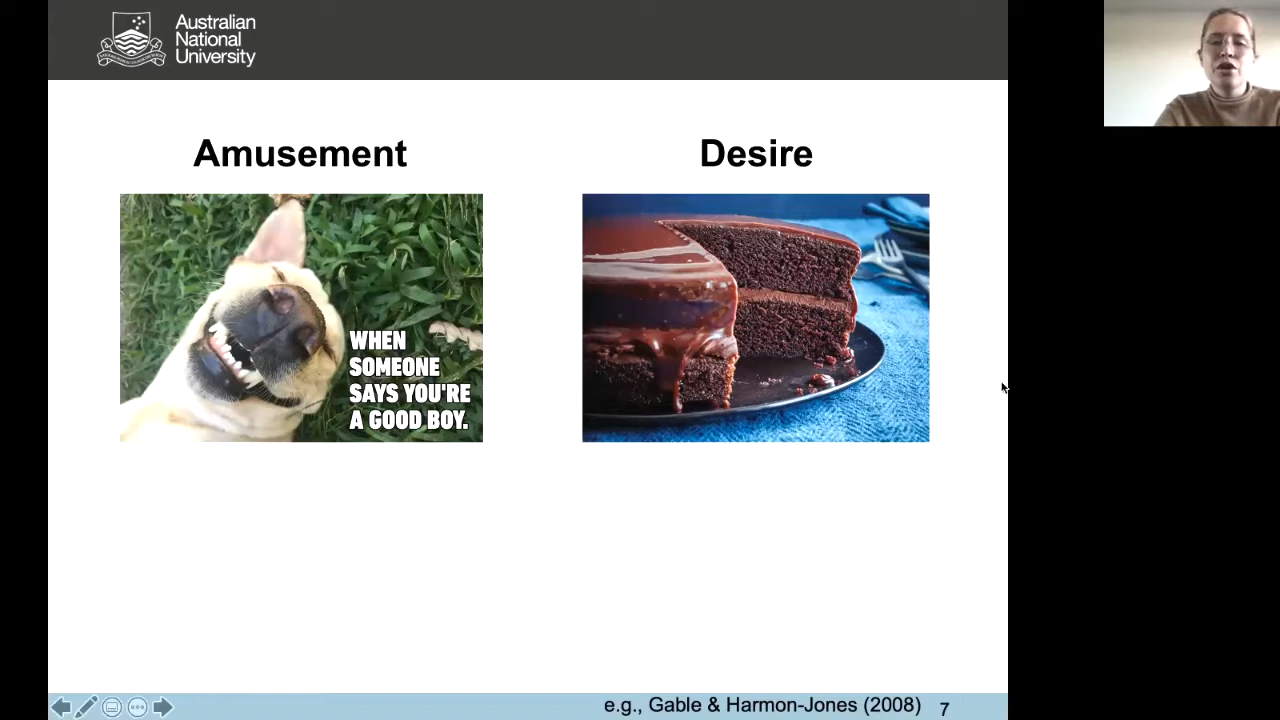 Australian
National
University
Amusement
Desire
WHEN
SOMEONE
SAYS YOU'RE
A GOOD BOY.
e.g., Gable & Harmon-Jones (2008)
7